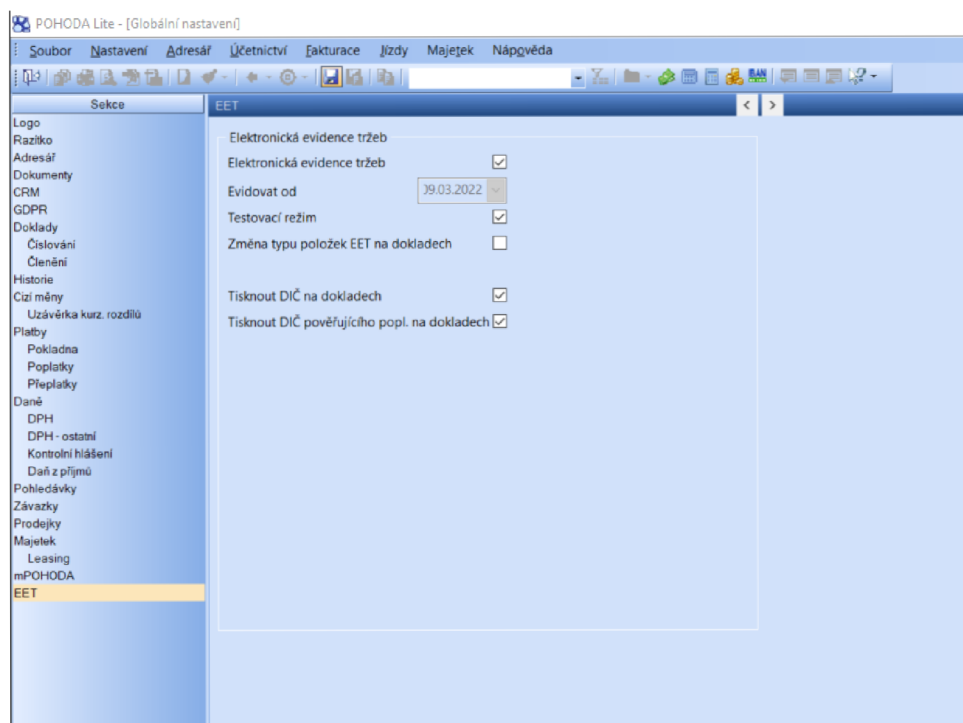 POHODA Lite - [Globální nastavení]
Soubor Nastavení Adresář Účetnictví Fakturace Jízdy Majetek Nápověda
Sekce
Logo
Razítko
Adresář
Dokumenty
CRM
GDPR
Doklady
Číslování
Členění
Historie
Cizí měny
Uzávěrka kurz. rozdílů
Platby
Pokladna
Poplatky
Přeplatky
Daně
DPH
DPH - ostatní
Kontrolní hlášení
Daň z příjmů
Pohledávky
Závazky
Prodejky
Majetek
Leasing
mPOHODA
EET
EET
Elektronická evidence tržeb
Elektronická evidence tržeb
Evidovat od 09.03.2022
Testovací režim
Změna typu položek EET na dokladech
Tisknout DIČ na dokladech
Tisknout DIČ pověřujícího popl. na dokladech